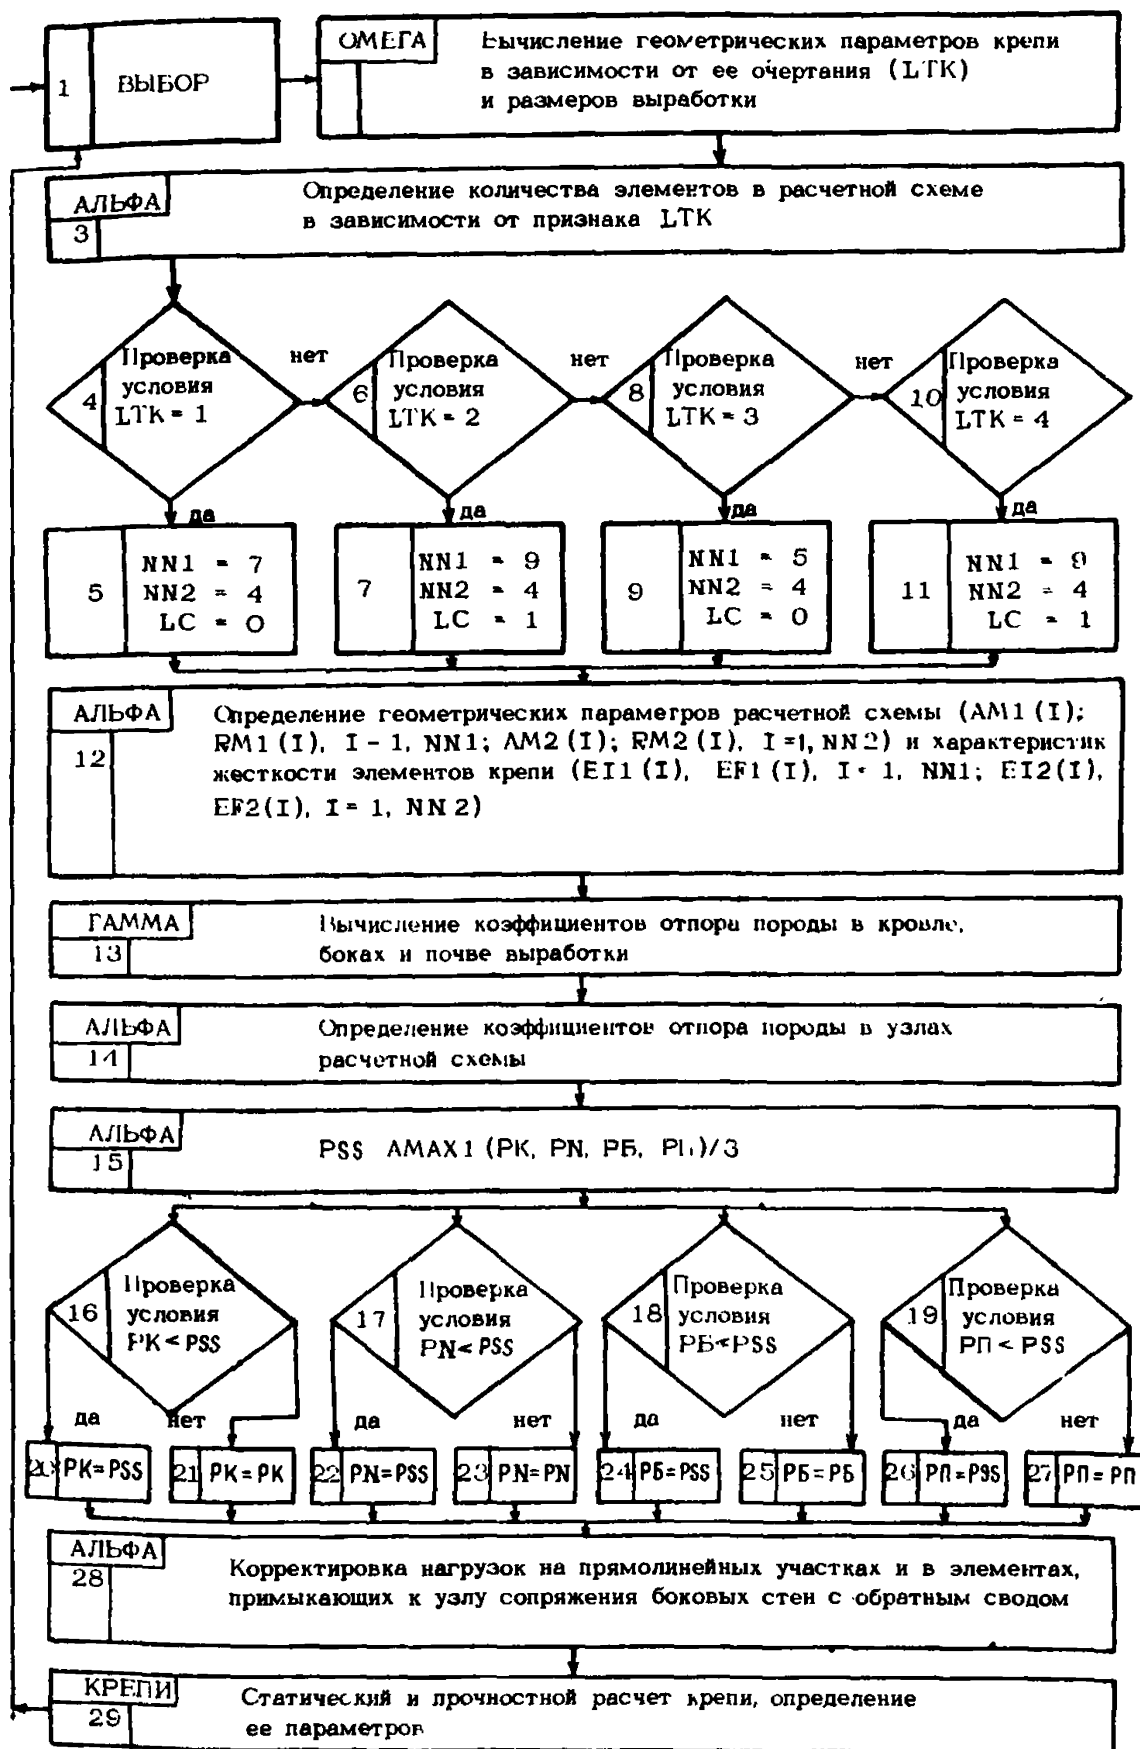 1
ВЫБОР
ОМЕГА
Вычисление геометрических параметров крепи
в зависимости от ее очертания (LTK)
и размеров выработки
АЛЬФА
3
Определение количества элементов в расчетной схеме
в зависимости от признака LTK
4
Проверка
условия
LTK = 1
нет
6
Проверка
условия
LTK = 2
нет
8
Проверка
условия
LTK = 3
нет
10
Проверка
условия
LTK = 4
да
да
да
да
5
NN1 = 7
NN2 = 4
LC = 0
7
NN1 = 9
NN2 = 4
LC = 1
9
NN1 = 5
NN2 = 4
LC = 0
11
NN1 = 9
NN2 = 4
LC = 1
АЛЬФА
12
Определение геометрических параметров расчетной схемы (AM1(I);
RM1(I), I - 1, NN1; AM2(I); RM2(I), I=1, NN2) и характеристик
жесткости элементов крепи (EI1(I), EF1(I), I = 1, NN1; EI2(I),
EF2(I), I = 1, NN2)
ГАММА
13
Вычисление коэффициентов отпора породы в кровле,
боках и почве выработки
АЛЬФА
14
Определение коэффициентов отпора породы в узлах
расчетной схемы
АЛЬФА
15
PSS AMAX1 (PK, PN, PБ, PП)/3
16
Проверка
условия
PK < PSS
17
Проверка
условия
PN < PSS
18
Проверка
условия
PБ < PSS
19
Проверка
условия
PП < PSS
да
нет
да
нет
да
нет
да
нет
20
PK = PSS
21
PK = PK
22
PN = PSS
23
PN = PN
24
PБ = PSS
25
PБ = PБ
26
PП = PSS
27
PП = PП
АЛЬФА
28
Корректировка нагрузок на прямолинейных участках и в элементах,
примыкающих к узлу сопряжения боковых стен с обратным сводом
КРЕПИ
29
Статический и прочностной расчет крепи, определение
ее параметров